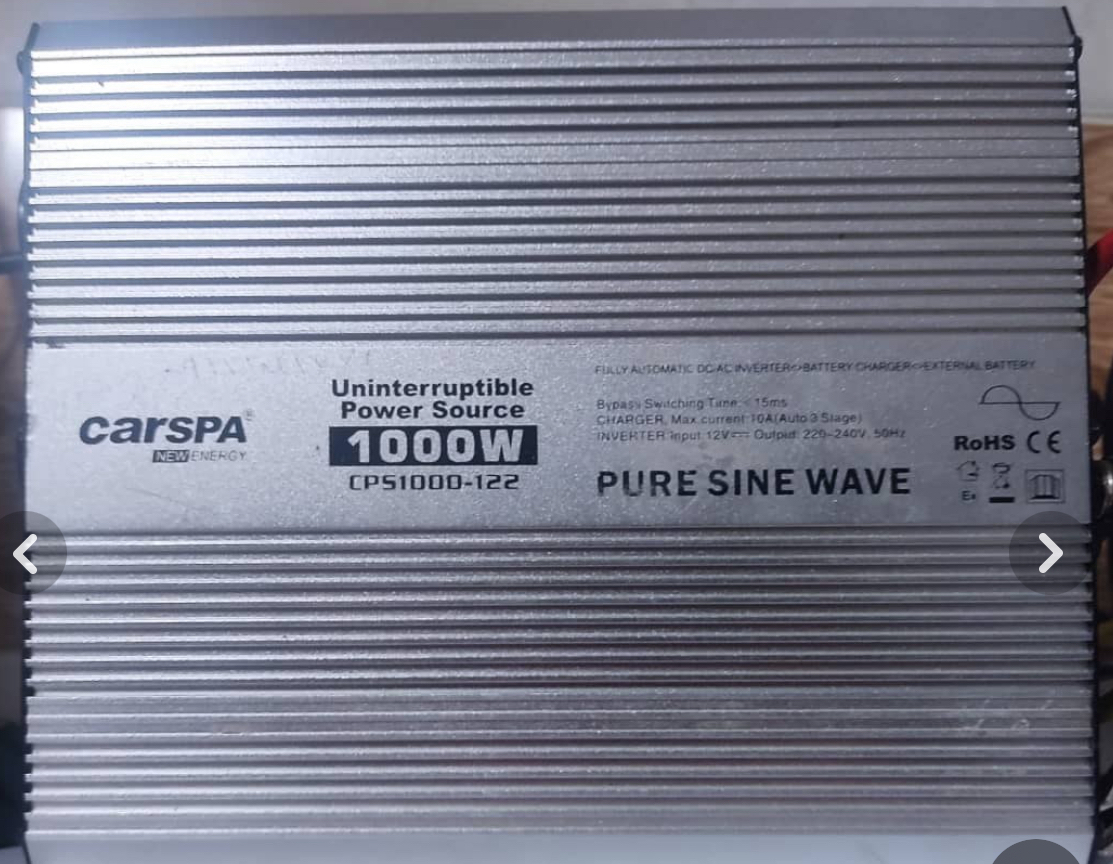 carSPA®
NEW ENERGY
Uninterruptible
Power Source
1000W
CPS1000-122
FULLY AUTOMATIC DC-AC INVERTER<>BATTERY CHARGER<>EXTERNAL BATTERY
Bypass Switching Time: < 15ms
CHARGER, Max current 10A(Auto 3 Stage)
INVERTER Input 12V⎓ Output: 220-240V, 50Hz
PURE SINE WAVE
RoHS CE